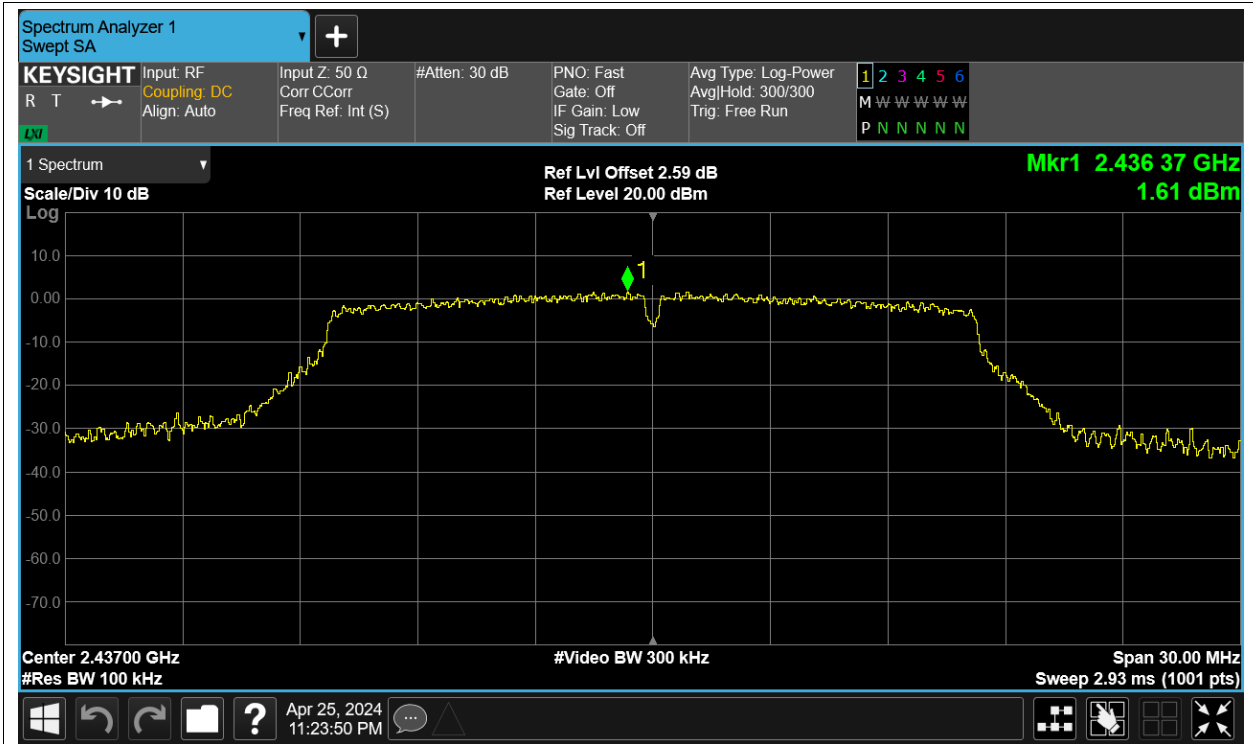 Spectrum Analyzer 1
Swept SA
KEYSIGHT
R T
LXI
Input: RF
Coupling: DC
Align: Auto
Input Z: 50 Ω
Corr CCorr
Freq Ref: Int (S)
#Atten: 30 dB
PNO: Fast
Gate: Off
IF Gain: Low
Sig Track: Off
Avg Type: Log-Power
Avg|Hold: 300/300
Trig: Free Run
1 2 3 4 5 6
M W W W W W
P N N N N N
1 Spectrum
Scale/Div 10 dB
Log
Ref Lvl Offset 2.59 dB
Ref Level 20.00 dBm
Mkr1 2.436 37 GHz
1.61 dBm
10.0
0.00
-10.0
-20.0
-30.0
-40.0
-50.0
-60.0
-70.0
1
Center 2.43700 GHz
#Res BW 100 kHz
#Video BW 300 kHz
Span 30.00 MHz
Sweep 2.93 ms (1001 pts)
?
Apr 25, 2024
11:23:50 PM